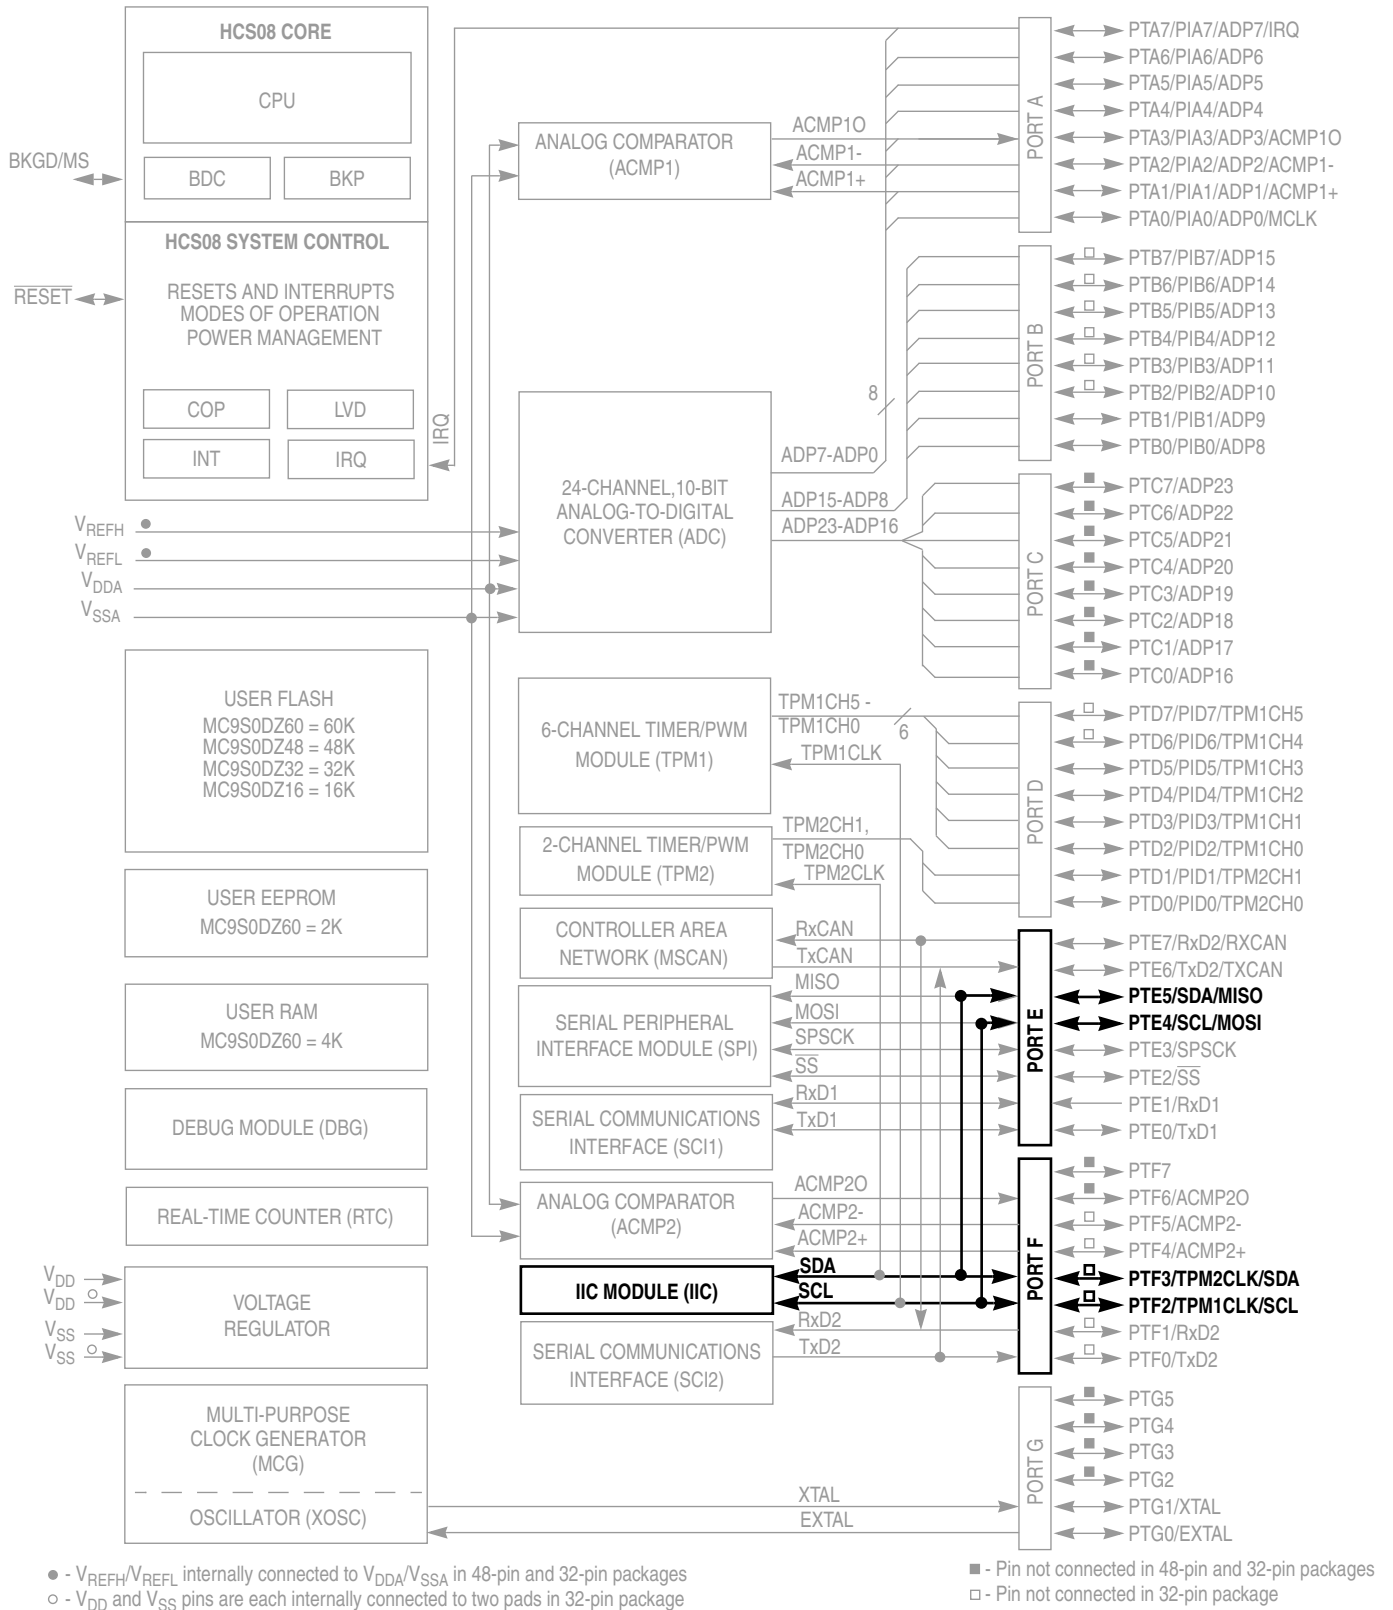 HCS08 CORE
CPU
BDC
BKP
BKGD/MS
HCS08 SYSTEM CONTROL
RESETS AND INTERRUPTS
MODES OF OPERATION
POWER MANAGEMENT
RESET
COP
LVD
INT
IRQ
IRQ
VREFH
VREFL
VDDA
VSSA
USER FLASH
MC9S0DZ60 = 60K
MC9S0DZ48 = 48K
MC9S0DZ32 = 32K
MC9S0DZ16 = 16K
USER EEPROM
MC9S0DZ60 = 2K
USER RAM
MC9S0DZ60 = 4K
DEBUG MODULE (DBG)
REAL-TIME COUNTER (RTC)
VDD
VDD
VSS
VSS
VOLTAGE
REGULATOR
MULTI-PURPOSE
CLOCK GENERATOR
(MCG)
OSCILLATOR (XOSC)
ANALOG COMPARATOR
(ACMP1)
ACMP1O
ACMP1-
ACMP1+
24-CHANNEL,10-BIT
ANALOG-TO-DIGITAL
CONVERTER (ADC)
8
ADP7-ADP0
ADP15-ADP8
ADP23-ADP16
6-CHANNEL TIMER/PWM
MODULE (TPM1)
TPM1CH5 -
TPM1CH0
6
TPM1CLK
2-CHANNEL TIMER/PWM
MODULE (TPM2)
TPM2CH1,
TPM2CH0
TPM2CLK
CONTROLLER AREA
NETWORK (MSCAN)
RxCAN
TxCAN
SERIAL PERIPHERAL
INTERFACE MODULE (SPI)
MISO
MOSI
SPSCK
SS
SERIAL COMMUNICATIONS
INTERFACE (SCI1)
RxD1
TxD1
ANALOG COMPARATOR
(ACMP2)
ACMP2O
ACMP2-
ACMP2+
IIC MODULE (IIC)
SDA
SCL
SERIAL COMMUNICATIONS
INTERFACE (SCI2)
RxD2
TxD2
XTAL
EXTAL
PORT A
PTA7/PIA7/ADP7/IRQ
PTA6/PIA6/ADP6
PTA5/PIA5/ADP5
PTA4/PIA4/ADP4
PTA3/PIA3/ADP3/ACMP1O
PTA2/PIA2/ADP2/ACMP1-
PTA1/PIA1/ADP1/ACMP1+
PTA0/PIA0/ADP0/MCLK
PORT B
PTB7/PIB7/ADP15
PTB6/PIB6/ADP14
PTB5/PIB5/ADP13
PTB4/PIB4/ADP12
PTB3/PIB3/ADP11
PTB2/PIB2/ADP10
PTB1/PIB1/ADP9
PTB0/PIB0/ADP8
PORT C
PTC7/ADP23
PTC6/ADP22
PTC5/ADP21
PTC4/ADP20
PTC3/ADP19
PTC2/ADP18
PTC1/ADP17
PTC0/ADP16
PORT D
PTD7/PID7/TPM1CH5
PTD6/PID6/TPM1CH4
PTD5/PID5/TPM1CH3
PTD4/PID4/TPM1CH2
PTD3/PID3/TPM1CH1
PTD2/PID2/TPM1CH0
PTD1/PID1/TPM2CH1
PTD0/PID0/TPM2CH0
PORT E
PTE7/RxD2/RXCAN
PTE6/TxD2/TXCAN
PTE5/SDA/MISO
PTE4/SCL/MOSI
PTE3/SPSCK
PTE2/SS
PTE1/RxD1
PTE0/TxD1
PORT F
PTF7
PTF6/ACMP2O
PTF5/ACMP2-
PTF4/ACMP2+
PTF3/TPM2CLK/SDA
PTF2/TPM1CLK/SCL
PTF1/RxD2
PTF0/TxD2
PORT G
PTG5
PTG4
PTG3
PTG2
PTG1/XTAL
PTG0/EXTAL
● - VREFH/VREFL internally connected to VDDA/VSSA in 48-pin and 32-pin packages
○ - VDD and VSS pins are each internally connected to two pads in 32-pin package
■ - Pin not connected in 48-pin and 32-pin packages
□ - Pin not connected in 32-pin package